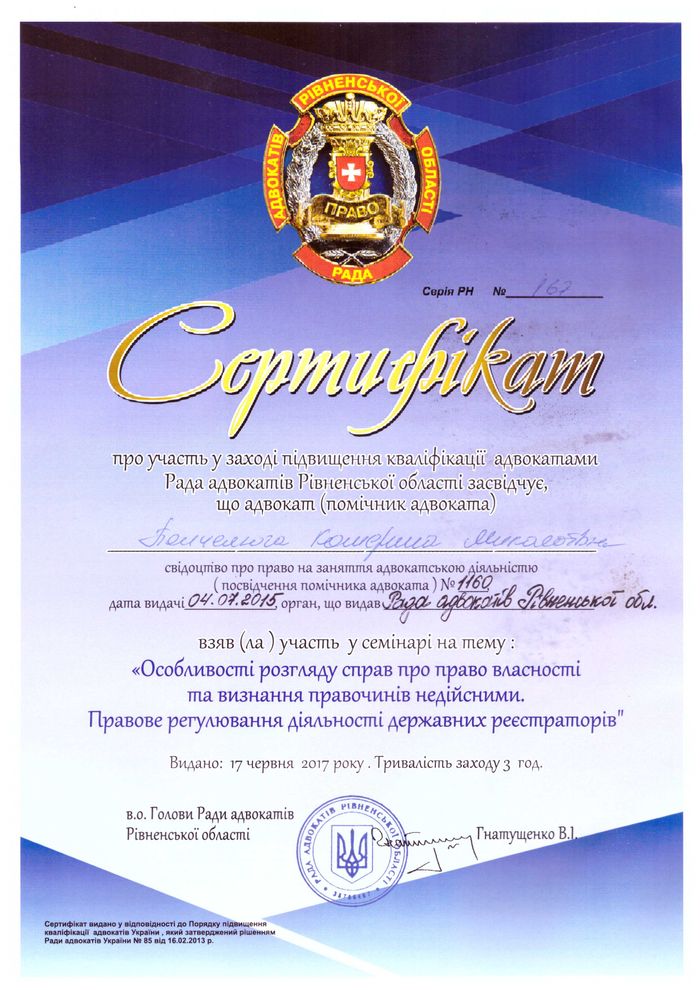 АДВОКАТІВ РІВНЕНСЬКОЇ ОБЛАСТІ
ПРАВО
РАДА
Серія РН № 167
Сертифікат
про участь у заході підвищення кваліфікації адвокатами
Рада адвокатів Рівненської області засвідчує,
що адвокат (помічник адвоката)
Катерина Миколаївна
свідоцтво про право на заняття адвокатською діяльністю
( посвідчення помічника адвоката ) № 1160
дата видачі 04.07.2015, орган, що видав Рада адвокатів Рівненської обл.
взяв (ла ) участь у семінарі на тему :
«Особливості розгляду справ про право власності
та визнання правочинів недійсними.
Правове регулювання діяльності державних реєстраторів"
Видано: 17 червня 2017 року . Тривалість заходу 3 год.
в.о. Голови Ради адвокатів
Рівненської області
РАДА АДВОКАТІВ РІВНЕНСЬКОЇ ОБЛАСТІ
Гнатущенко В.І.
Сертифікат видано у відповідності до Порядку підвищення
кваліфікації адвокатів України , який затверджений рішенням
Ради адвокатів України № 85 від 16.02.2013 р.